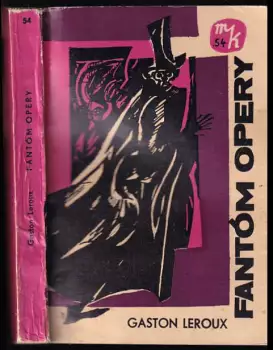 54
Gaston Leroux FANTÓM OPERY
mk
54
FANTÓM OPERY
GASTON LEROUX